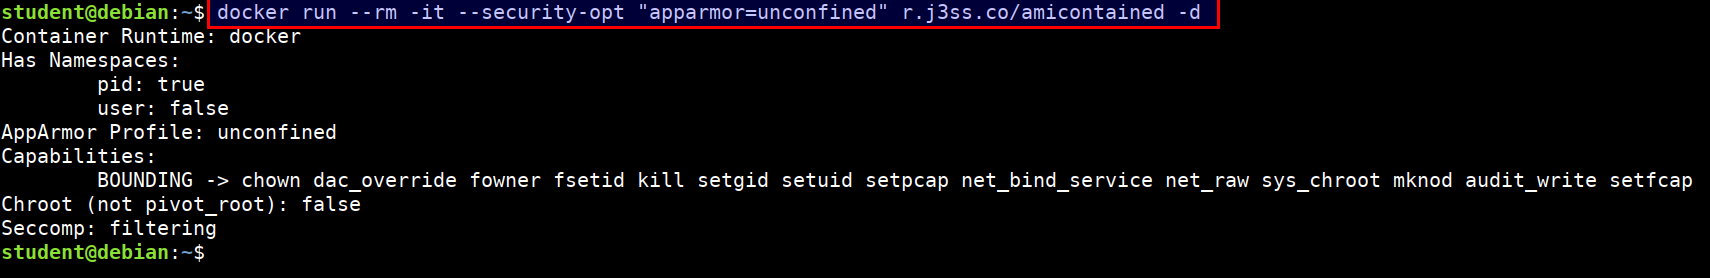 student@debian:~$ docker run --rm -it --security-opt "apparmor=unconfined" r.j3ss.co/amicontained -d
Container Runtime: docker
Has Namespaces:
        pid: true
        user: false
AppArmor Profile: unconfined
Capabilities:
        BOUNDING -> chown dac_override fowner fsetid kill setgid setuid setpcap net_bind_service net_raw sys_chroot mknod audit_write setfcap
Chroot (not pivot_root): false
Seccomp: filtering
student@debian:~$